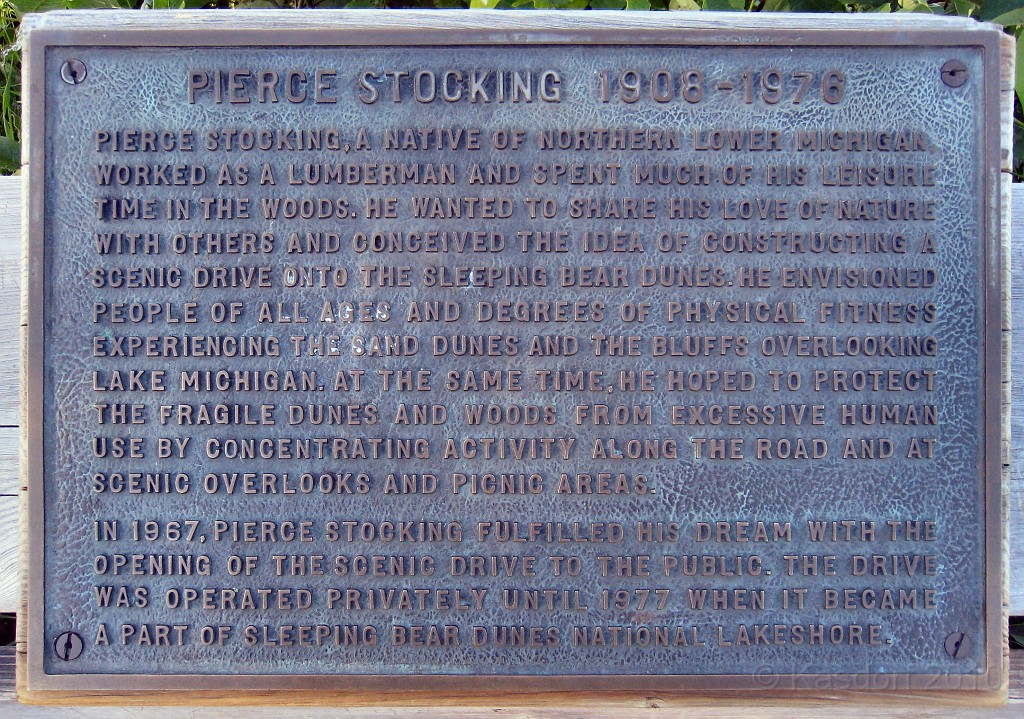 PIERCE STOCKING 1908-1976
PIERCE STOCKING, A NATIVE OF NORTHERN LOWER MICHIGAN
WORKED AS A LUMBERMAN AND SPENT MUCH OF HIS LEISURE
TIME IN THE WOODS. HE WANTED TO SHARE HIS LOVE OF NATURE
WITH OTHERS AND CONCEIVED THE IDEA OF CONSTRUCTING A
SCENIC DRIVE ONTO THE SLEEPING BEAR DUNES. HE ENVISIONED
PEOPLE OF ALL AGES AND DEGREES OF PHYSICAL FITNESS
EXPERIENCING THE SAND DUNES AND THE BLUFFS OVERLOOKING
LAKE MICHIGAN. AT THE SAME TIME, HE HOPED TO PROTECT
THE FRAGILE DUNES AND WOODS FROM EXCESSIVE HUMAN
USE BY CONCENTRATING ACTIVITY ALONG THE ROAD AND AT
SCENIC OVERLOOKS AND PICNIC AREAS.
IN 1967, PIERCE STOCKING FULFILLED HIS DREAM WITH THE
OPENING OF THE SCENIC DRIVE TO THE PUBLIC. THE DRIVE
WAS OPERATED PRIVATELY UNTIL 1977 WHEN IT BECAME
A PART OF SLEEPING BEAR DUNES NATIONAL LAKESHORE.
© Kasdorf 2010